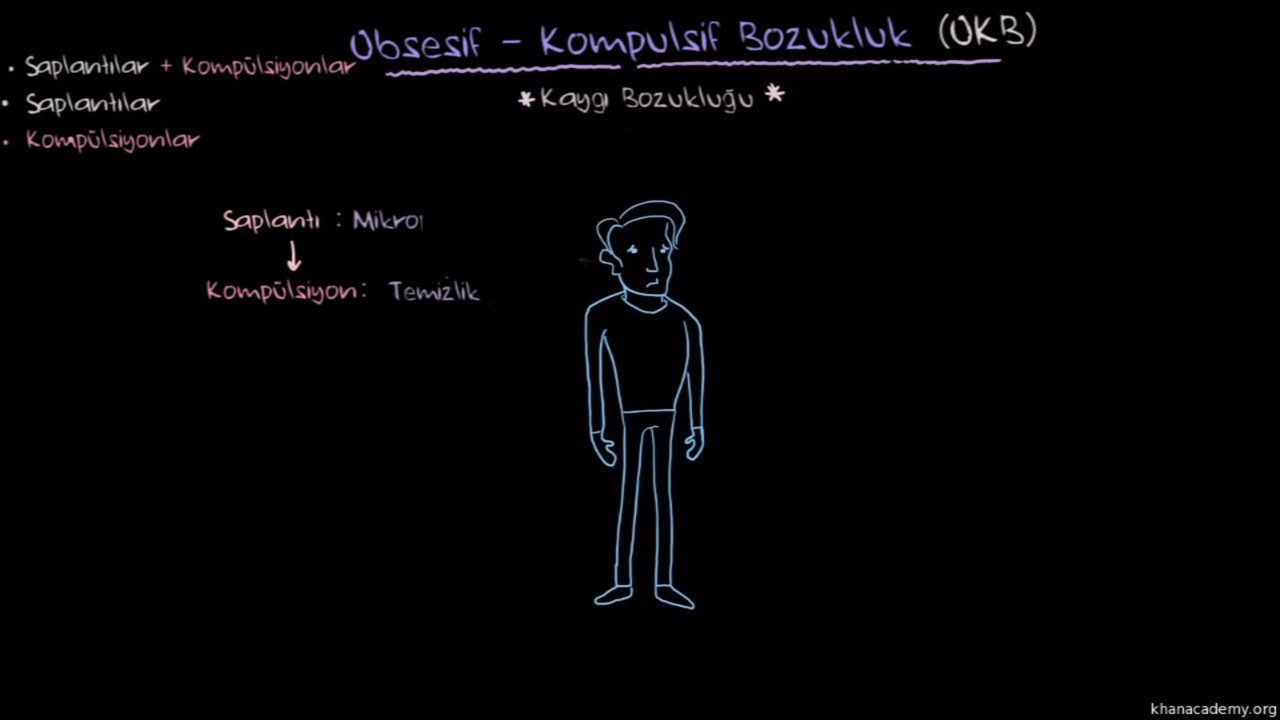 Obsesif - Kompulsif Bozukluk (OKB)
*Kaygı Bozukluğu*
• Saplantılar + Kompülsiyonlar
• Saplantılar
• Kompülsiyonlar
Saplantı : Mikro
↓
Kompülsiyon: Temizlik
khanacademy.org